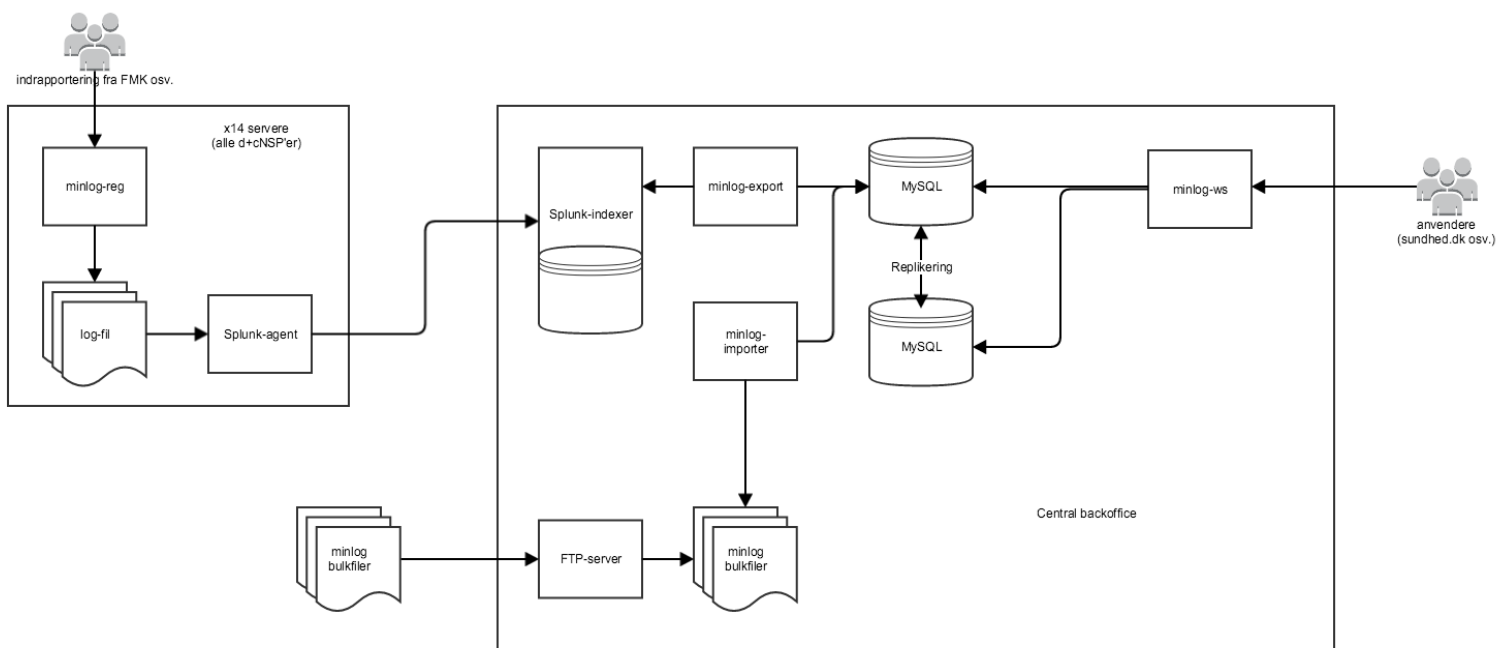 indrapportering fra FMK osv.
x14 servere
(alle d+cNSP'er)
minlog-reg
log-fil
Splunk-agent
Splunk-indexer
minlog-export
MySQL
minlog-ws
anvendere
(sundhed.dk osv.)
Replikering
minlog-
importer
MySQL
minlog
bulkfiler
FTP-server
minlog
bulkfiler
Central backoffice